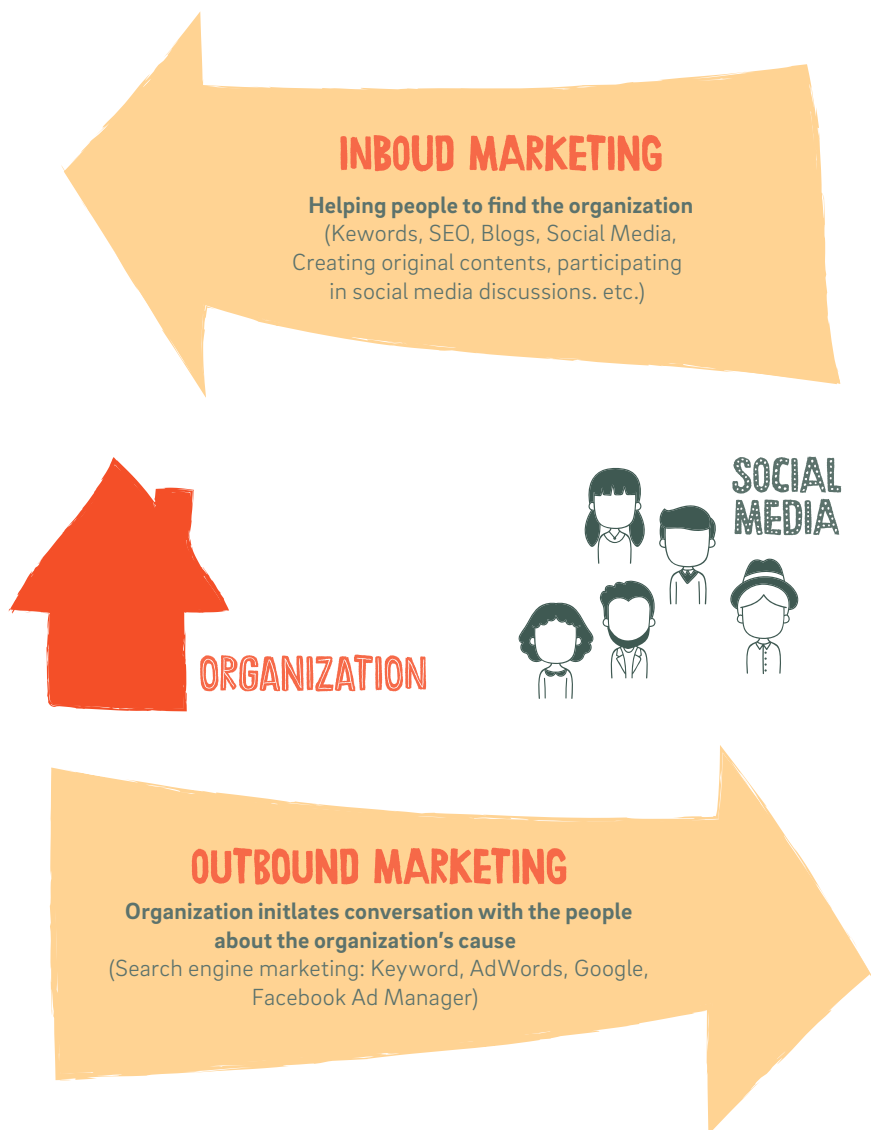 INBOUD MARKETING
Helping people to find the organization
(Kewords, SEO, Blogs, Social Media,
Creating original contents, participating
in social media discussions. etc.)
SOCIAL
MEDIA
ORGANIZATION
OUTBOUND MARKETING
Organization initlates conversation with the people
about the organization's cause
(Search engine marketing: Keyword, AdWords, Google,
Facebook Ad Manager)